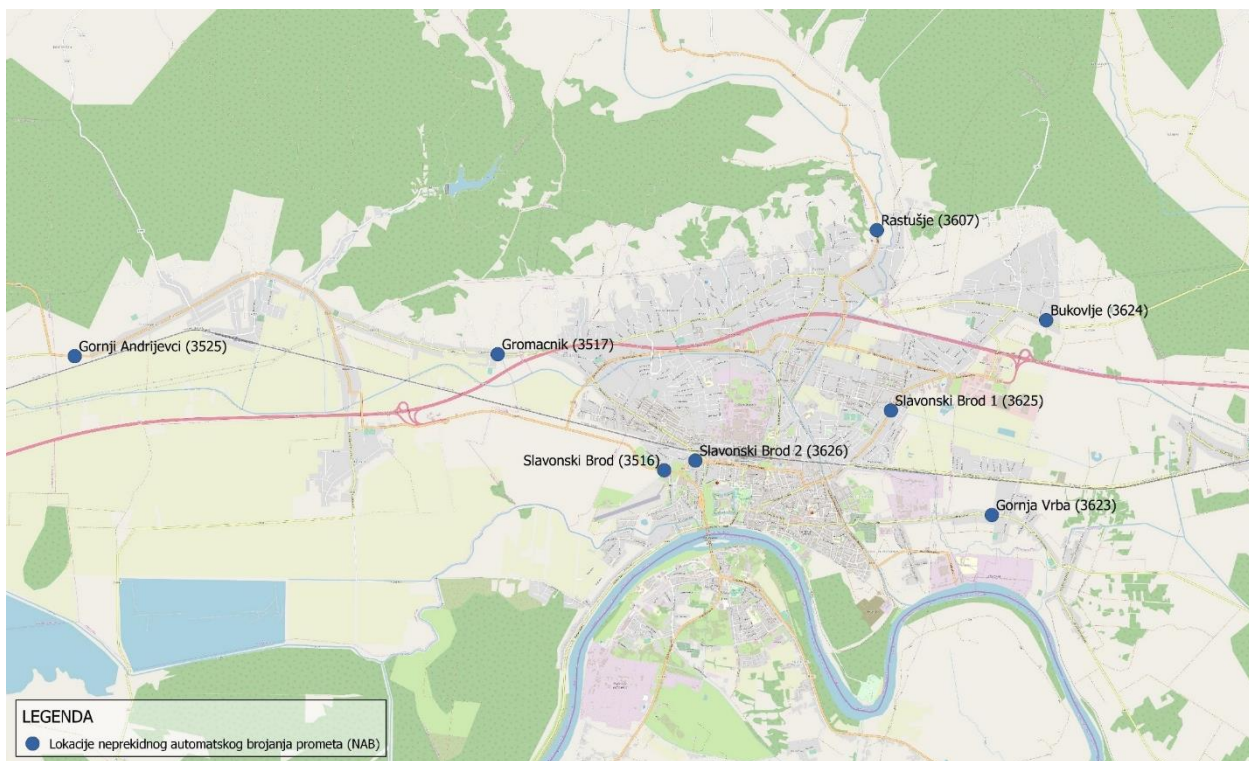 Rastušje (3607)
Bukovlje (3624)
Gornji Andrijevci (3525)
Gromacnik (3517)
Slavonski Brod 1 (3625)
Slavonski Brod 2 (3626)
Slavonski Brod (3516)
Gornja Vrba (3623)
LEGENDA
Lokacije neprekidnog automatskog brojanja prometa (NAB)